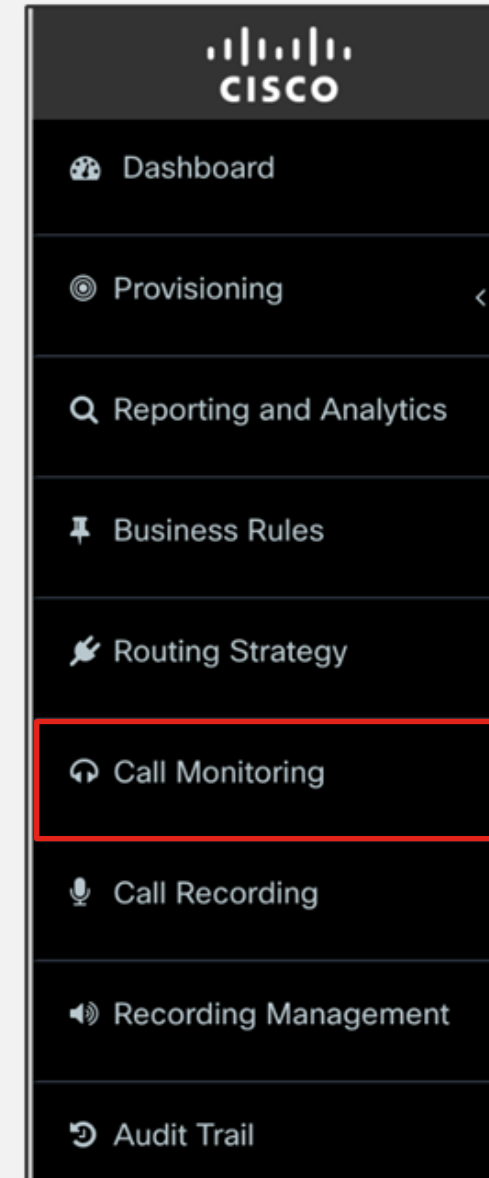 CISCO
Dashboard
Provisioning
Reporting and Analytics
Business Rules
Routing Strategy
Call Monitoring
Call Recording
Recording Management
Audit Trail